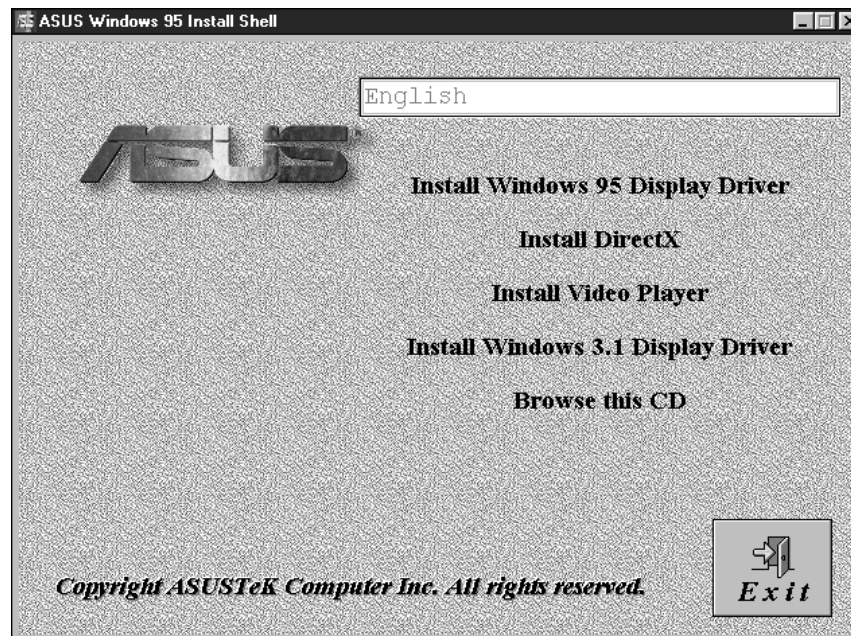 ASUS Windows 95 Install Shell
English
ASUS
Install Windows 95 Display Driver
Install DirectX
Install Video Player
Install Windows 3.1 Display Driver
Browse this CD
Copyright ASUSTeK Computer Inc. All rights reserved.
Exit